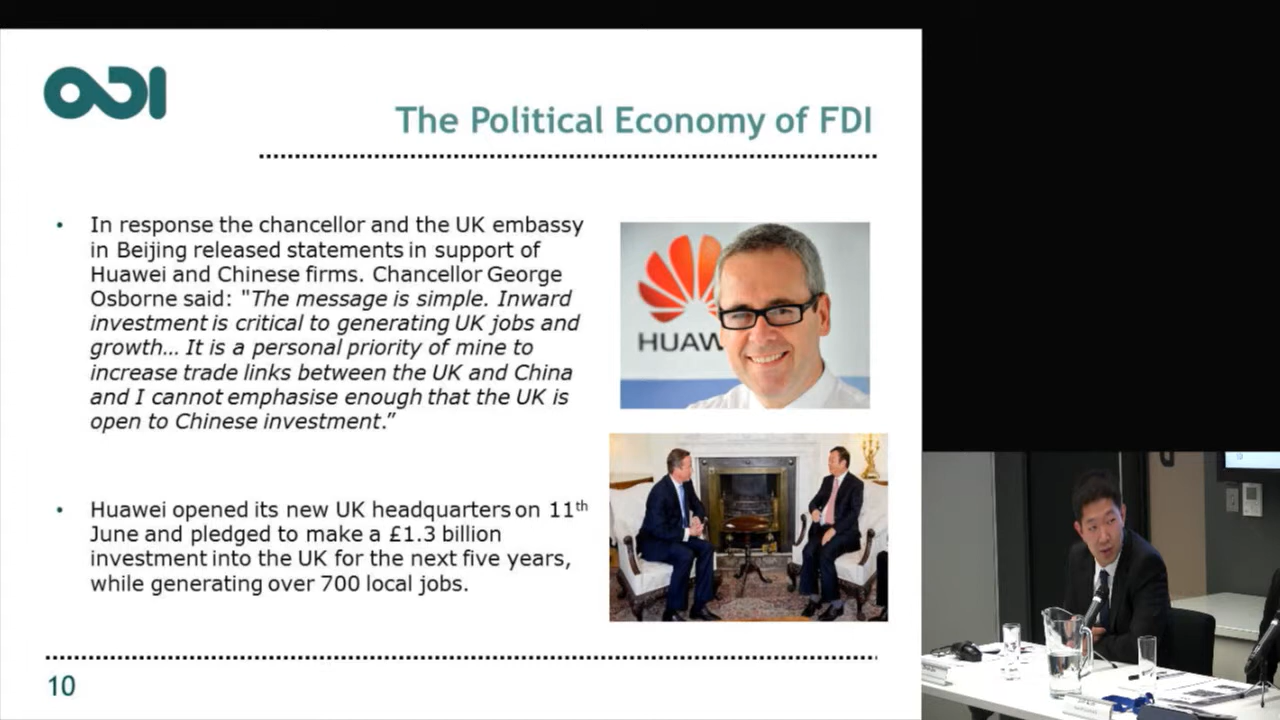 ODI
The Political Economy of FDI
• In response the chancellor and the UK embassy
in Beijing released statements in support of
Huawei and Chinese firms. Chancellor George
Osborne said: "The message is simple. Inward
investment is critical to generating UK jobs and
growth… It is a personal priority of mine to
increase trade links between the UK and China
and I cannot emphasise enough that the UK is
open to Chinese investment.”
HUAW
• Huawei opened its new UK headquarters on 11th
June and pledged to make a £1.3 billion
investment into the UK for the next five years,
while generating over 700 local jobs.
10